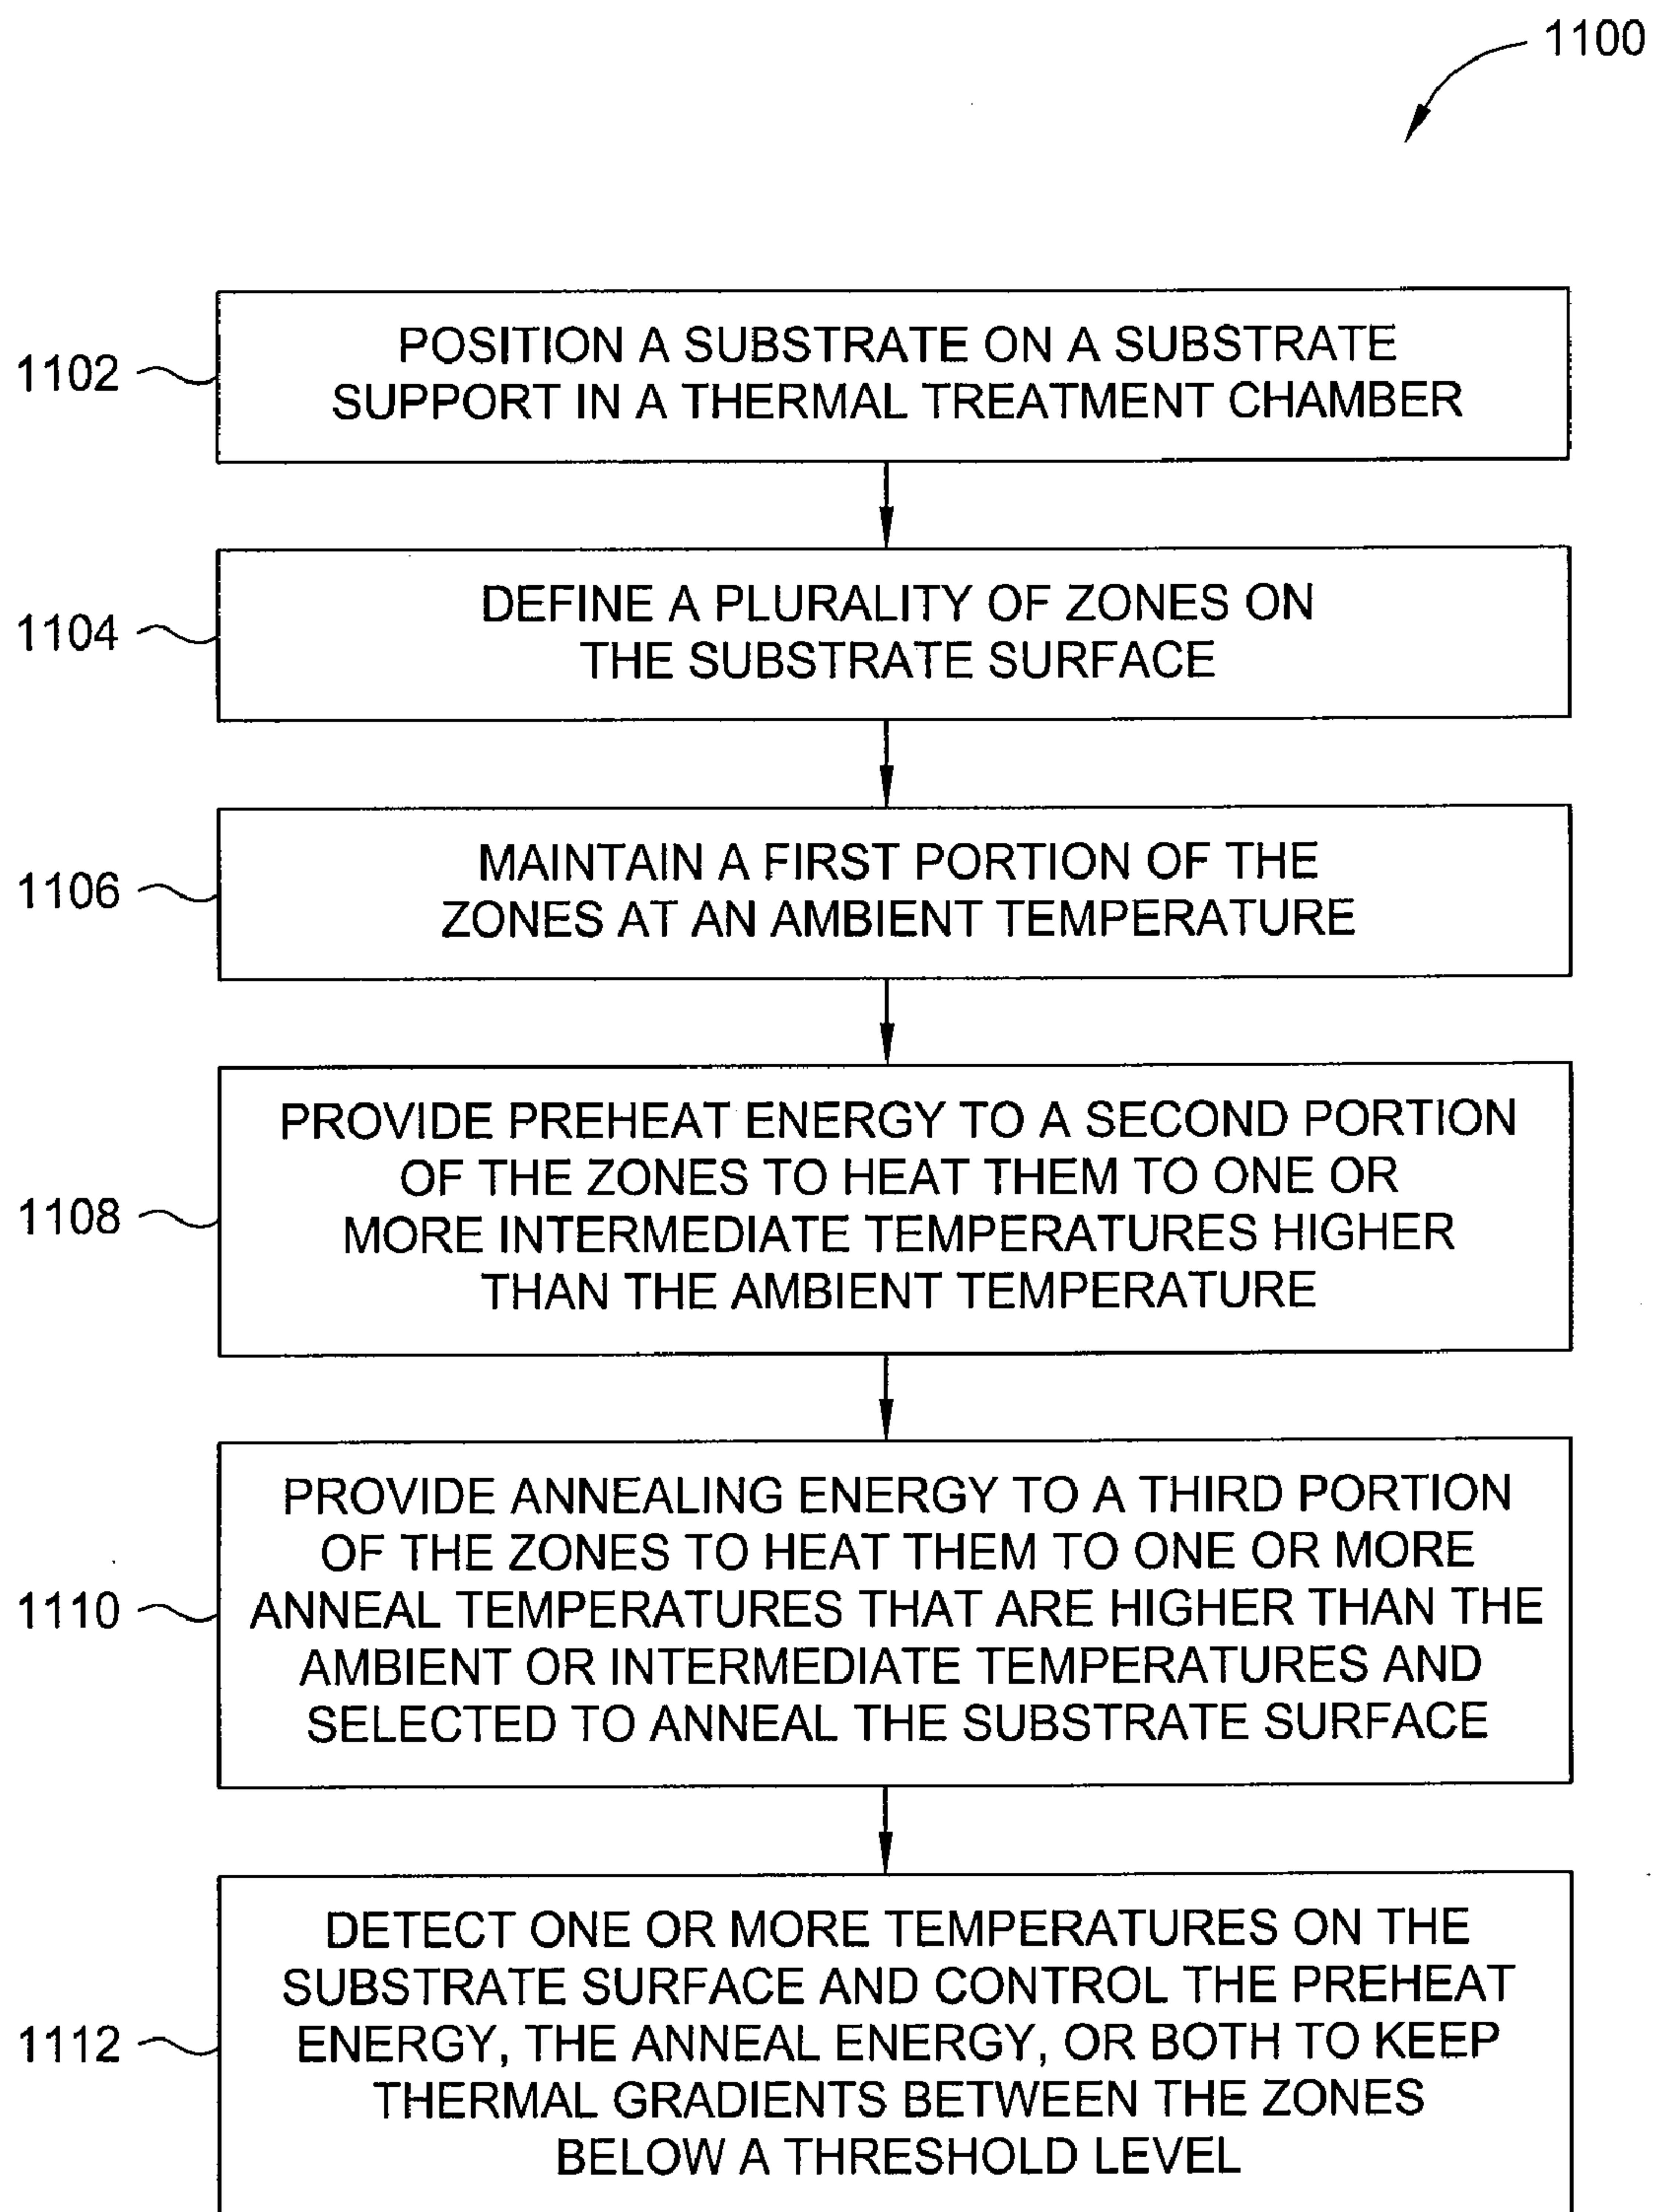 1100
1102
POSITION A SUBSTRATE ON A SUBSTRATE
SUPPORT IN A THERMAL TREATMENT CHAMBER
1104
DEFINE A PLURALITY OF ZONES ON
THE SUBSTRATE SURFACE
1106
MAINTAIN A FIRST PORTION OF THE
ZONES AT AN AMBIENT TEMPERATURE
1108
PROVIDE PREHEAT ENERGY TO A SECOND PORTION
OF THE ZONES TO HEAT THEM TO ONE OR
MORE INTERMEDIATE TEMPERATURES HIGHER
THAN THE AMBIENT TEMPERATURE
1110
PROVIDE ANNEALING ENERGY TO A THIRD PORTION
OF THE ZONES TO HEAT THEM TO ONE OR MORE
ANNEAL TEMPERATURES THAT ARE HIGHER THAN THE
AMBIENT OR INTERMEDIATE TEMPERATURES AND
SELECTED TO ANNEAL THE SUBSTRATE SURFACE
1112
DETECT ONE OR MORE TEMPERATURES ON THE
SUBSTRATE SURFACE AND CONTROL THE PREHEAT
ENERGY, THE ANNEAL ENERGY, OR BOTH TO KEEP
THERMAL GRADIENTS BETWEEN THE ZONES
BELOW A THRESHOLD LEVEL